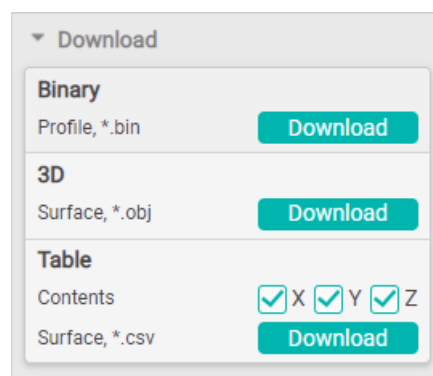 Download
Binary
Profile, *.bin Download
3D
Surface, *.obj Download
Table
Contents X Y Z
Surface, *.csv Download